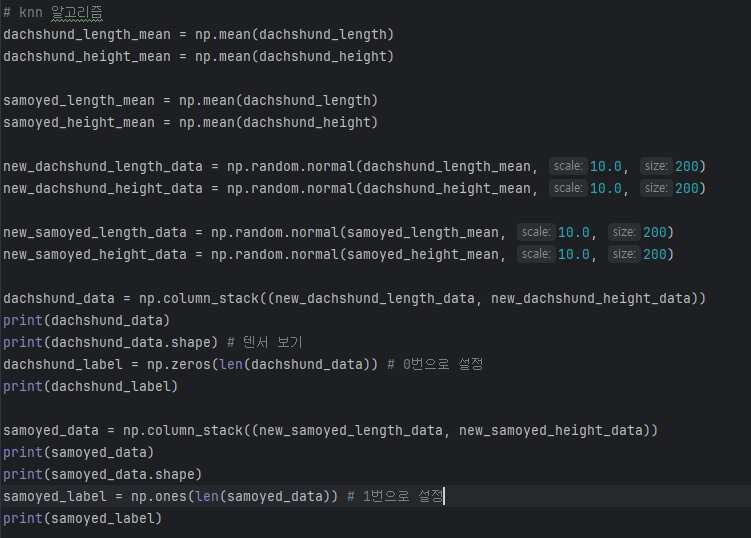 # knn 알고리즘
dachshund_length_mean = np.mean(dachshund_length)
dachshund_height_mean = np.mean(dachshund_height)
samoyed_length_mean = np.mean(dachshund_length)
samoyed_height_mean = np.mean(dachshund_height)
new_dachshund_length_data = np.random.normal(dachshund_length_mean, scale: 10.0, size: 200)
new_dachshund_height_data = np.random.normal(dachshund_height_mean, scale: 10.0, size: 200)
new_samoyed_length_data = np.random.normal(samoyed_length_mean, scale: 10.0, size: 200)
new_samoyed_height_data = np.random.normal(samoyed_height_mean, scale: 10.0, size: 200)
dachshund_data = np.column_stack((new_dachshund_length_data, new_dachshund_height_data))
print(dachshund_data)
print(dachshund_data.shape) # 텐서 보기
dachshund_label = np.zeros(len(dachshund_data)) # 0번으로 설정
print(dachshund_label)
samoyed_data = np.column_stack((new_samoyed_length_data, new_samoyed_height_data))
print(samoyed_data)
print(samoyed_data.shape)
samoyed_label = np.ones(len(samoyed_data)) # 1번으로 설정
print(samoyed_label)